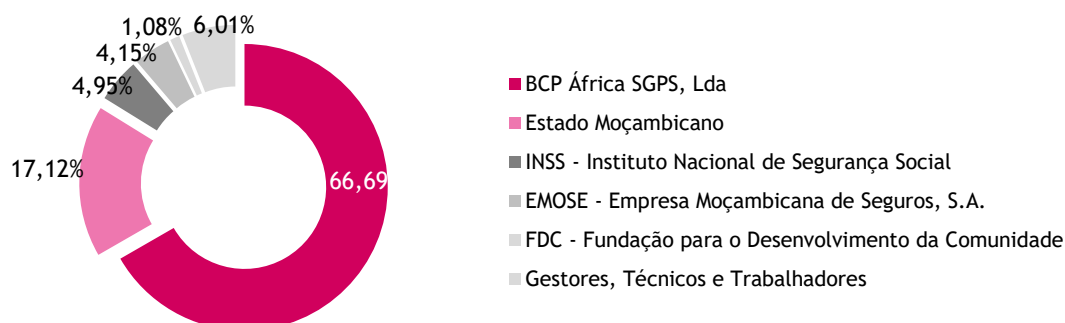 1,08%
6,01%
4,15%
4,95%
17,12%
66,69
BCP África SGPS, Lda
Estado Moçambicano
INSS - Instituto Nacional de Segurança Social
EMOSE - Empresa Moçambicana de Seguros, S.A.
FDC - Fundação para o Desenvolvimento da Comunidade
Gestores, Técnicos e Trabalhadores